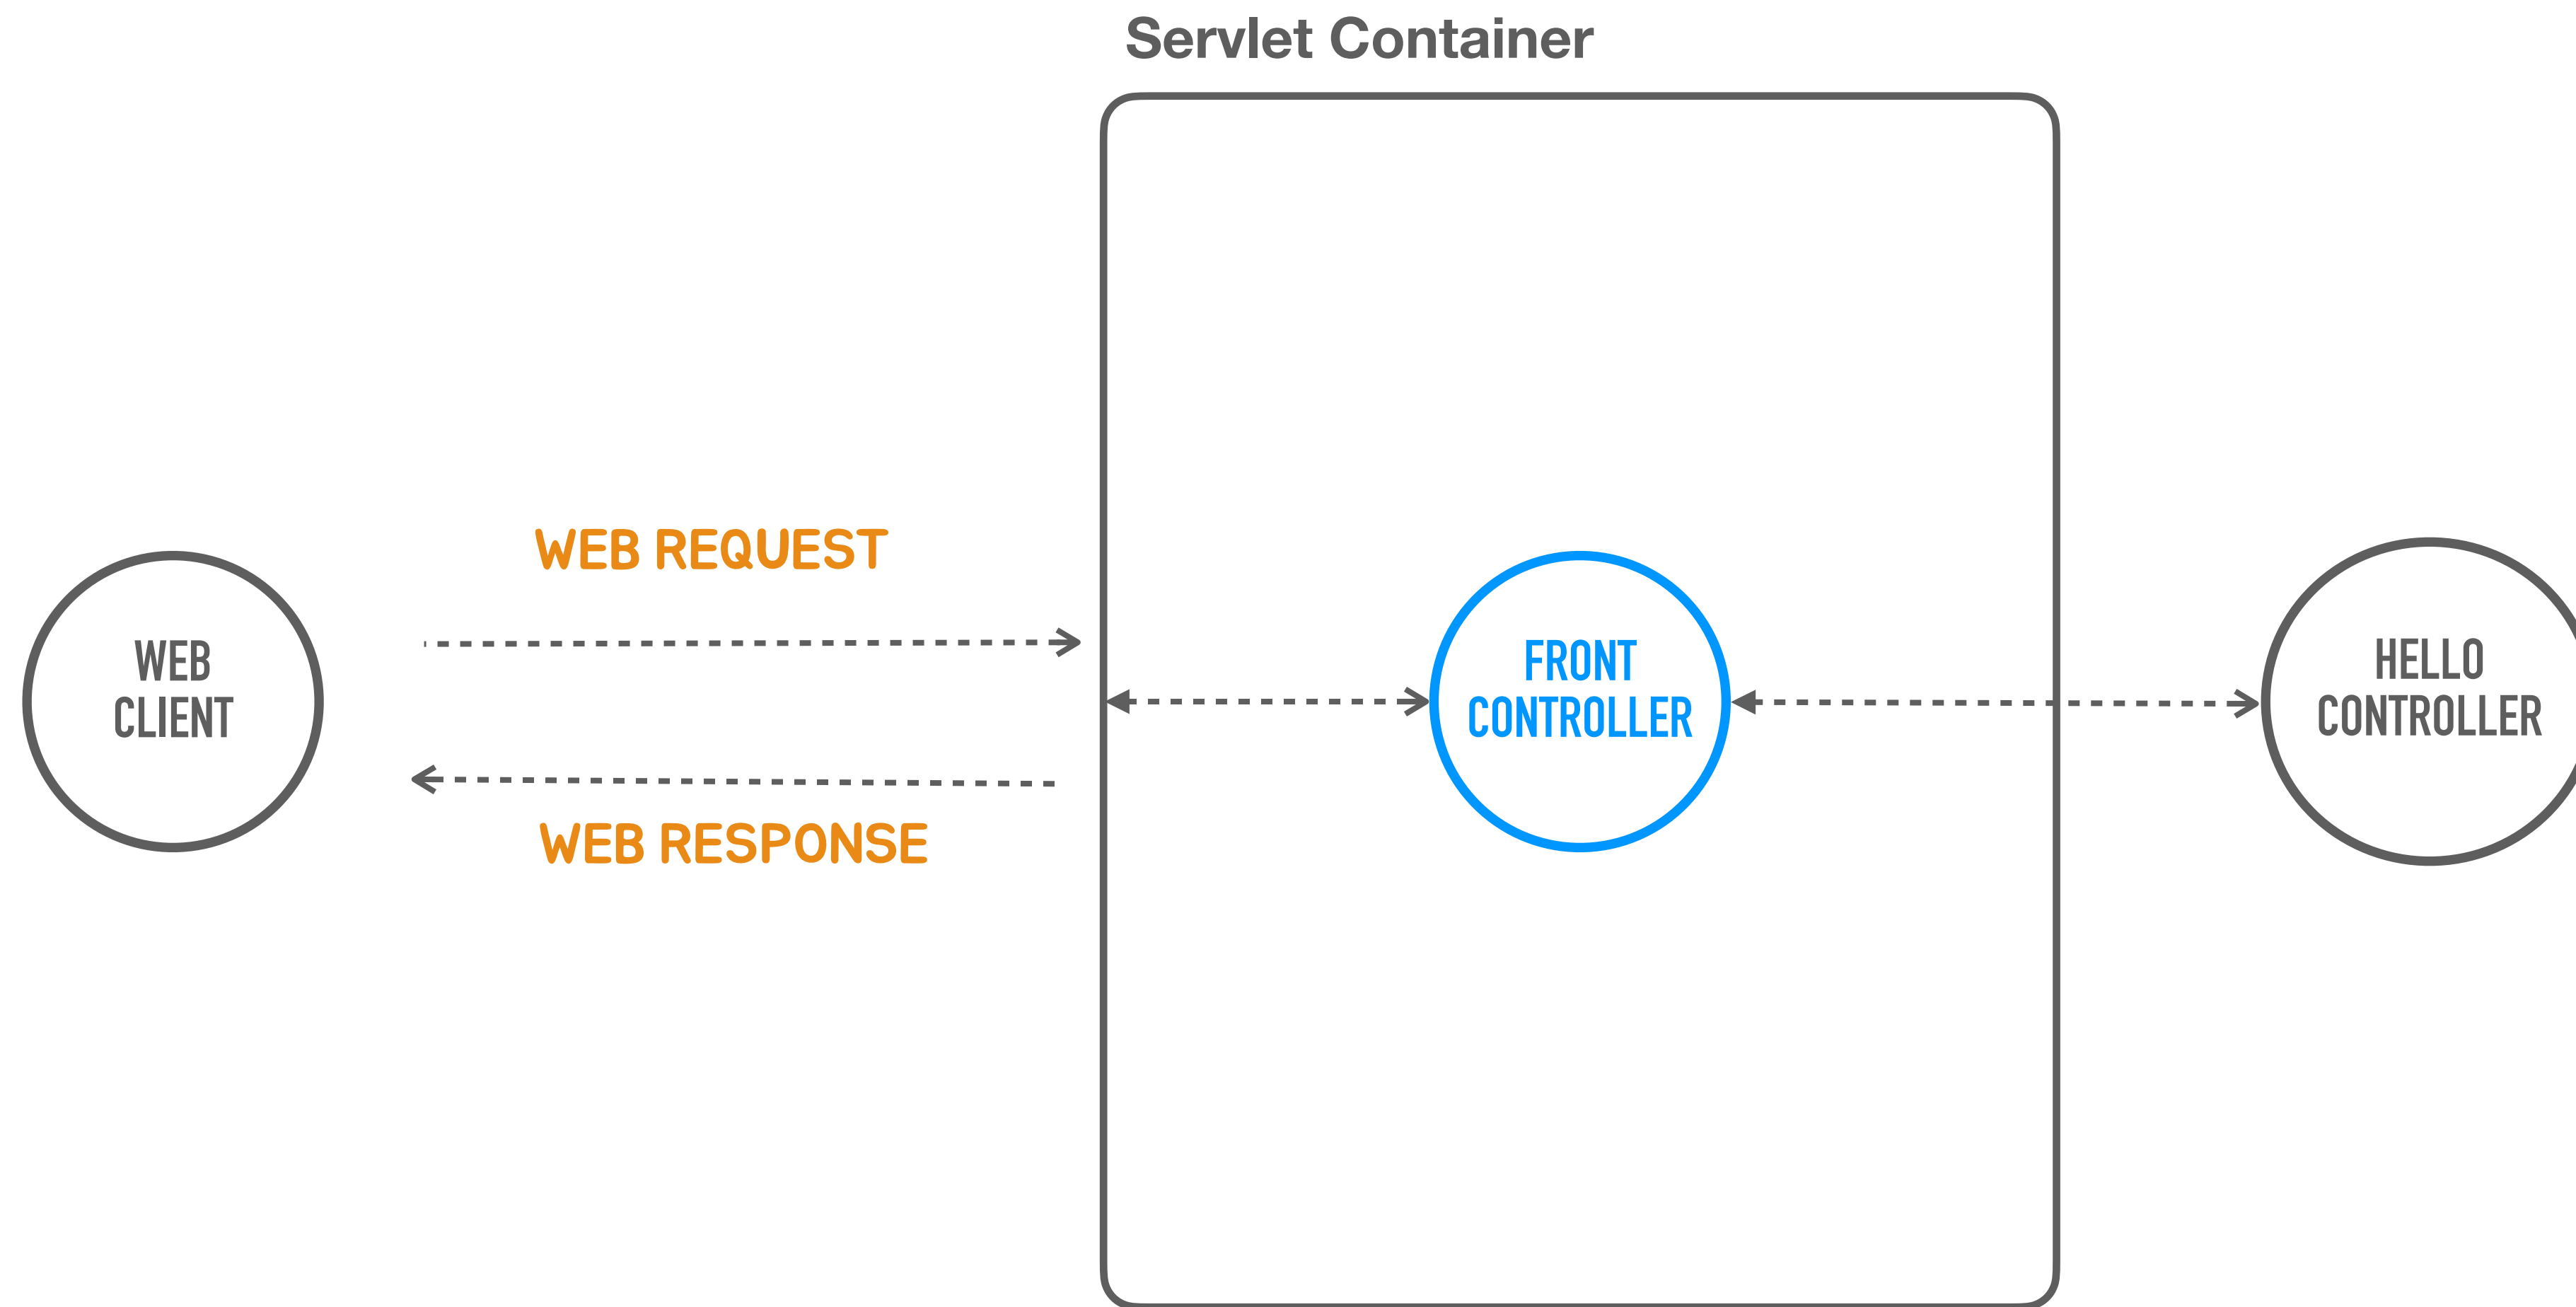 Servlet Container
WEB REQUEST
WEB
CLIENT
FRONT
CONTROLLER
HELLO
CONTROLLER
WEB RESPONSE